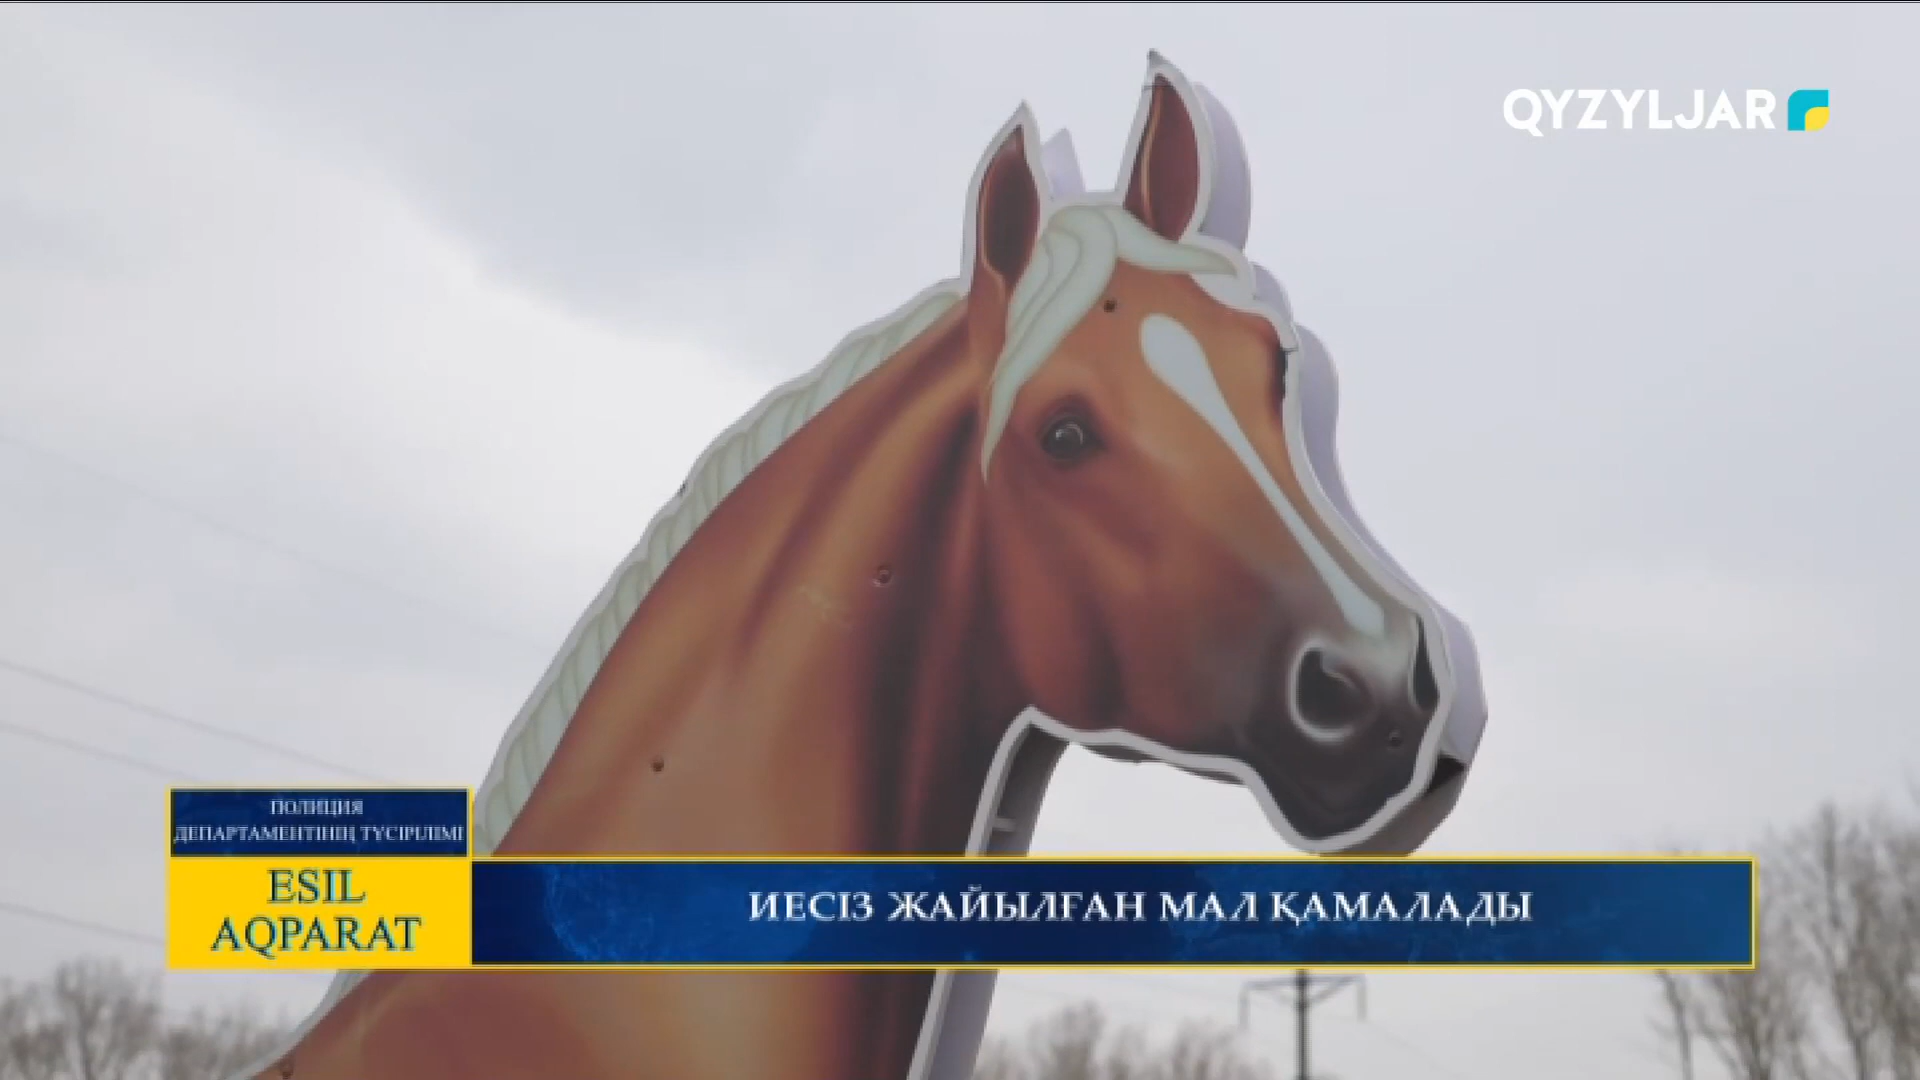 QYZYLJAR
ПОЛИЦИЯ
ДЕПАРТАМЕНТІНІҢ ТҮСІРІЛІМІ
ESIL
AQPARAT
ИЕСІЗ ЖАЙЫЛҒАН МАЛ ҚАМАЛАДЫ